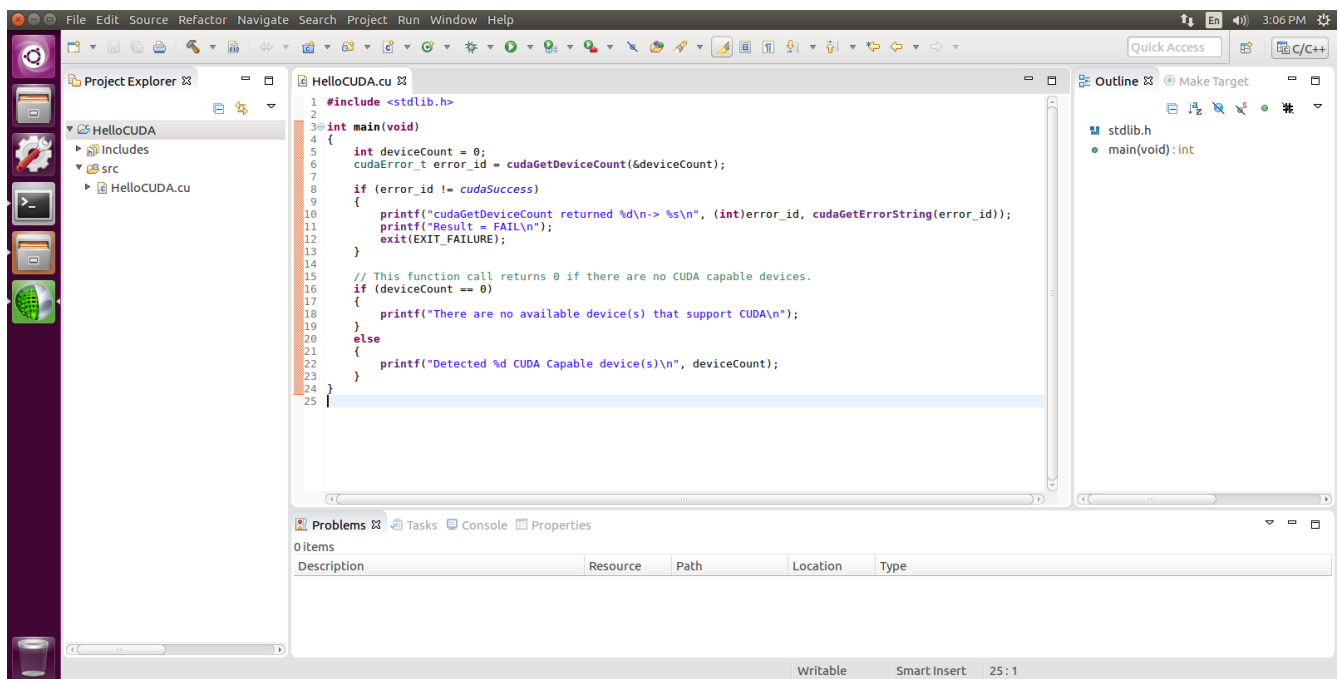 File Edit Source Refactor Navigate Search Project Run Window Help
En 3:06 PM
Quick Access C/C++
Project Explorer
HelloCUDA
Includes
src
HelloCUDA.cu
HelloCUDA.cu
1 #include <stdlib.h>
2
3 int main(void)
4 {
5 int deviceCount = 0;
6 cudaError_t error_id = cudaGetDeviceCount(&deviceCount);
7
8 if (error_id != cudaSuccess)
9 {
10 printf("cudaGetDeviceCount returned %d\n-> %s\n", (int)error_id, cudaGetErrorString(error_id));
11 printf("Result = FAIL\n");
12 exit(EXIT_FAILURE);
13 }
14
15 // This function call returns 0 if there are no CUDA capable devices.
16 if (deviceCount == 0)
17 {
18 printf("There are no available device(s) that support CUDA\n");
19 }
20 else
21 {
22 printf("Detected %d CUDA Capable device(s)\n", deviceCount);
23 }
24 }
25
Outline Make Target
stdlib.h
main(void) : int
Problems Tasks Console Properties
0 items
Description Resource Path Location Type
Writable Smart Insert 25 : 1